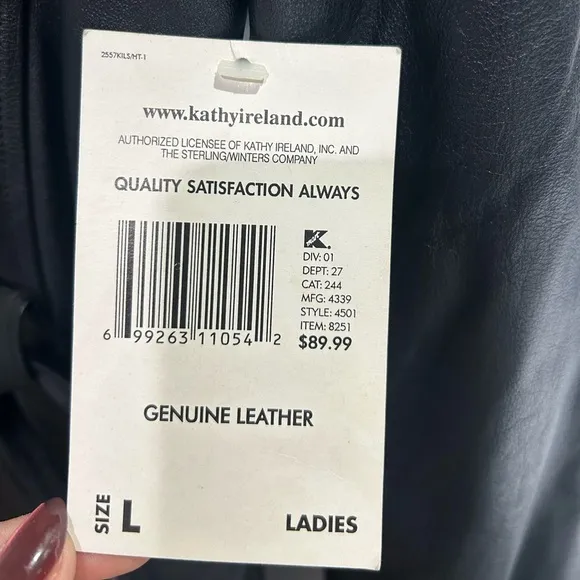 2557KILS/HT-1
www.kathyireland.com
AUTHORIZED LICENSEE OF KATHY IRELAND, INC. AND
THE STERLING/WINTERS COMPANY
QUALITY SATISFACTION ALWAYS
K
DIV: 01
DEPT: 27
CAT: 244
MFG: 4339
STYLE: 4501
ITEM: 8251
$89.99
6 99263 11054 2
GENUINE LEATHER
SIZE L
LADIES